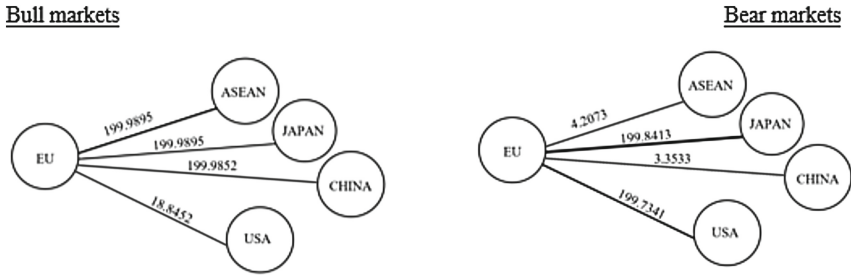 Bull markets
ASEAN
199.9895
JAPAN
199.9895
EU
199.9852
CHINA
18.8452
USA
Bear markets
ASEAN
4.2073
JAPAN
199.8413
EU
3.3533
CHINA
199.7341
USA